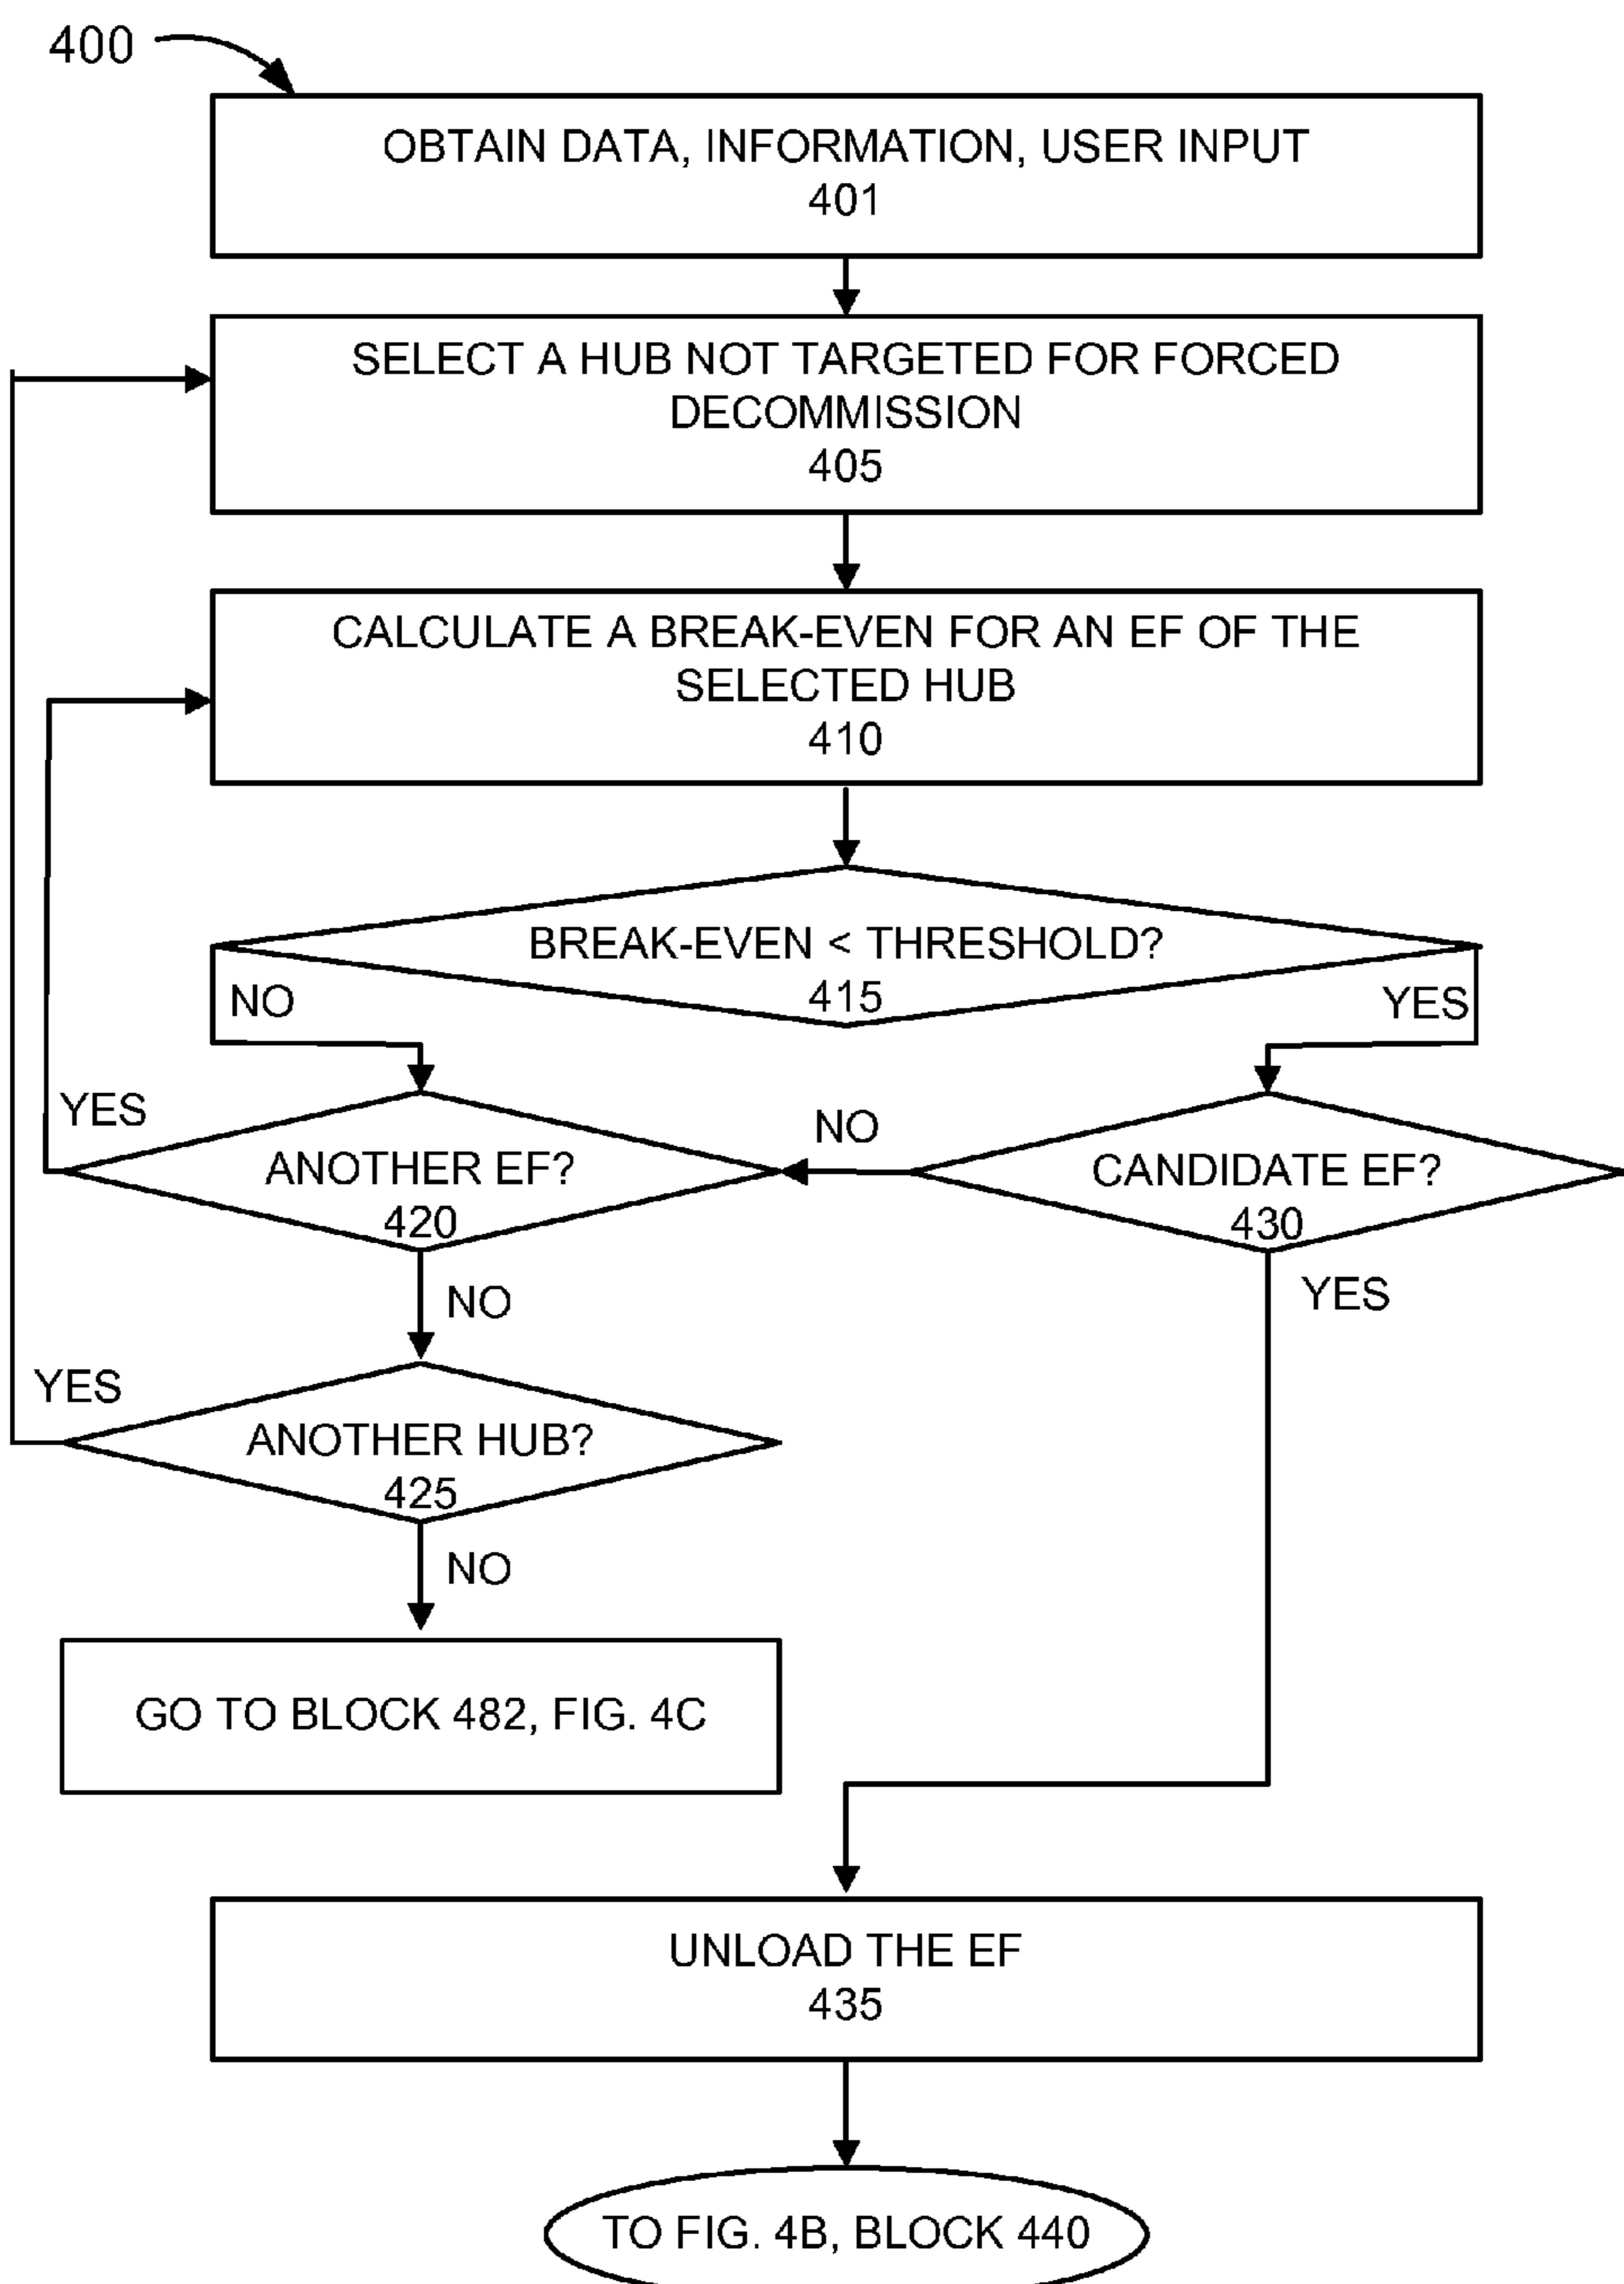 400
OBTAIN DATA, INFORMATION, USER INPUT
401
SELECT A HUB NOT TARGETED FOR FORCED
DECOMMISSION
405
CALCULATE A BREAK-EVEN FOR AN EF OF THE
SELECTED HUB
410
BREAK-EVEN < THRESHOLD?
415
NO
YES
YES
NO
ANOTHER EF?
420
CANDIDATE EF?
430
NO
YES
YES
ANOTHER HUB?
425
NO
GO TO BLOCK 482, FIG. 4C
UNLOAD THE EF
435
TO FIG. 4B, BLOCK 440